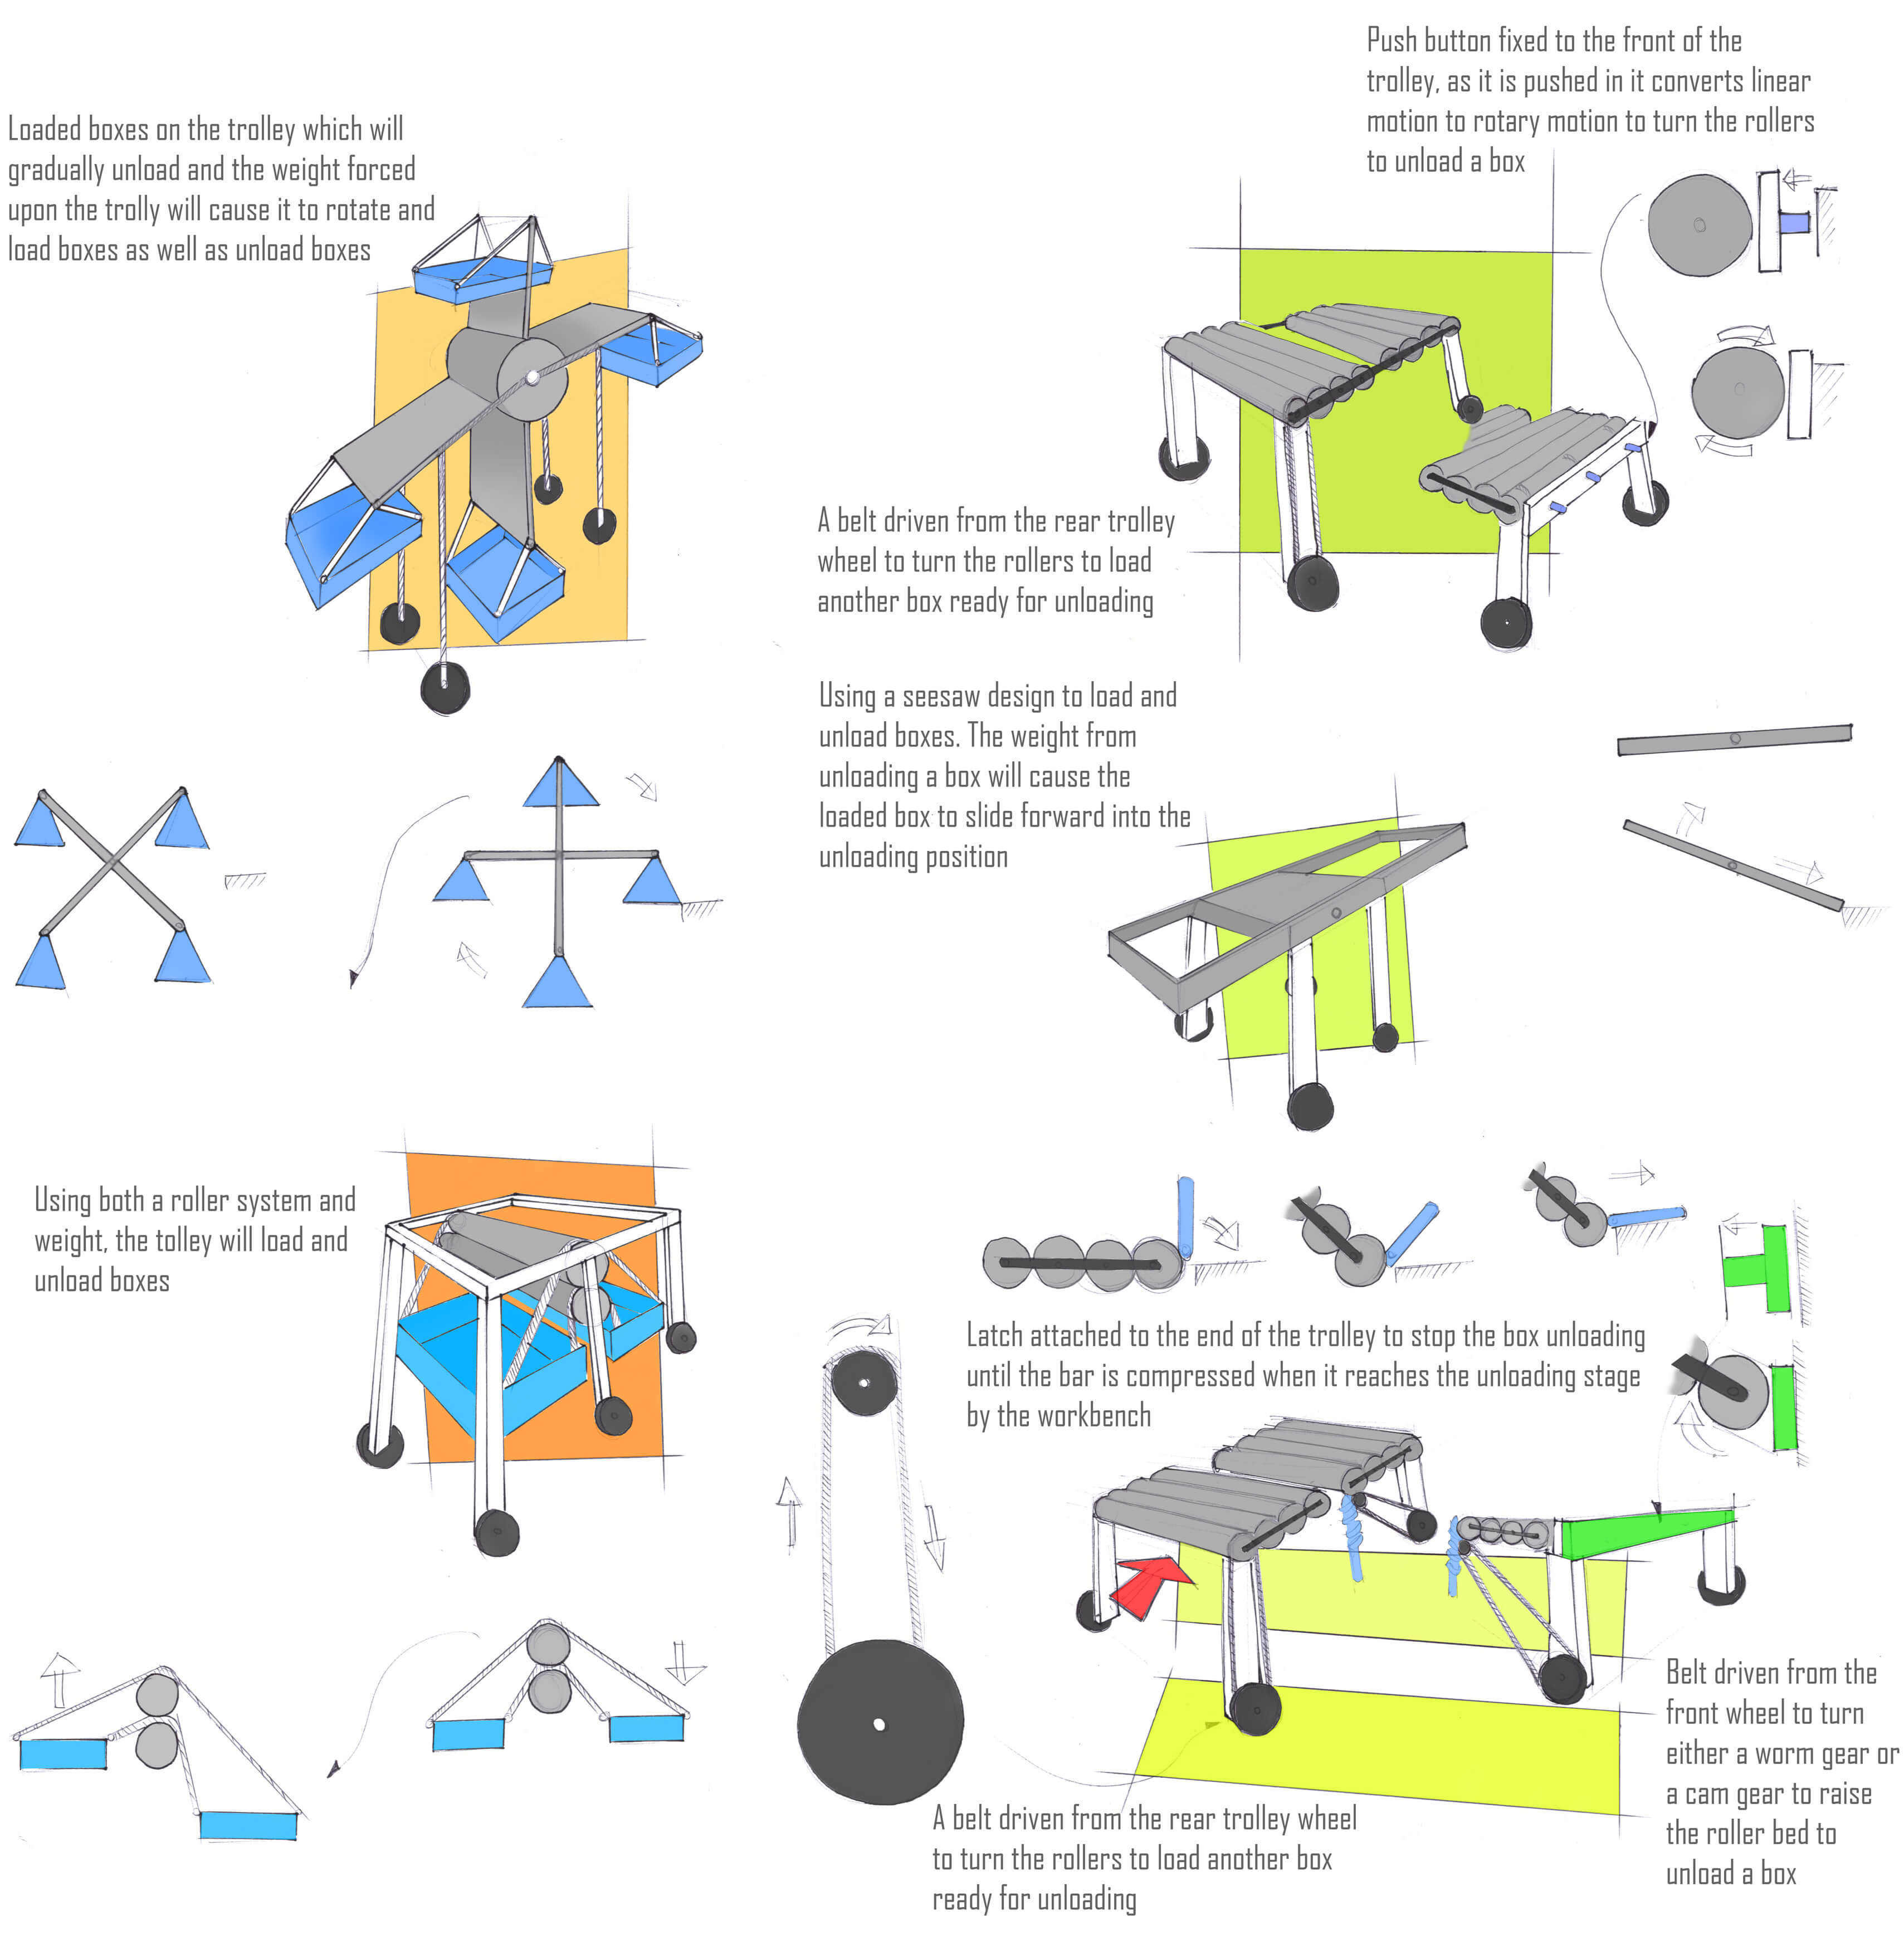 Loaded boxes on the trolley which will
gradually unload and the weight forced
upon the trolly will cause it to rotate and
load boxes as well as unload boxes
Push button fixed to the front of the
trolley, as it is pushed in it converts linear
motion to rotary motion to turn the rollers
to unload a box
A belt driven from the rear trolley
wheel to turn the rollers to load
another box ready for unloading
Using a seesaw design to load and
unload boxes. The weight from
unloading a box will cause the
loaded box to slide forward into the
unloading position
Using both a roller system and
weight, the tolley will load and
unload boxes
Latch attached to the end of the trolley to stop the box unloading
until the bar is compressed when it reaches the unloading stage
by the workbench
A belt driven from the rear trolley wheel
to turn the rollers to load another box
ready for unloading
Belt driven from the
front wheel to turn
either a worm gear or
a cam gear to raise
the roller bed to
unload a box